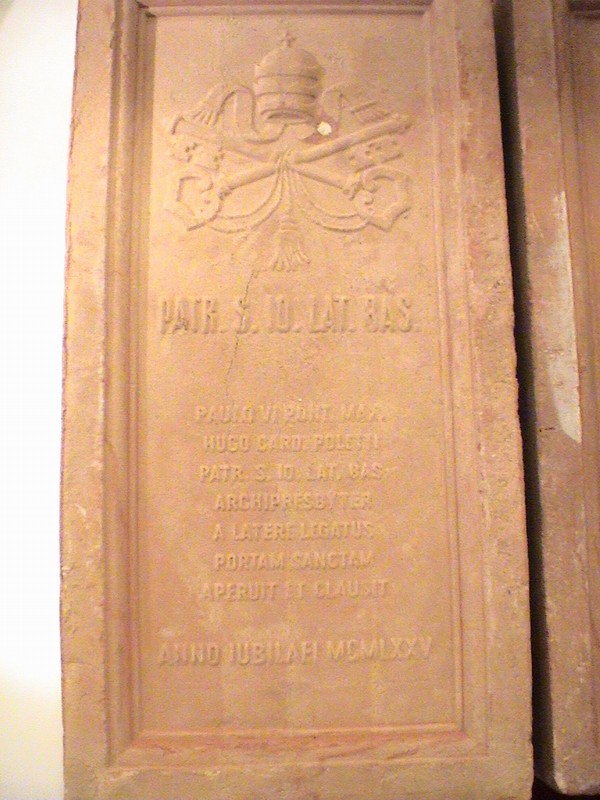 PATR. S. IO. LAT. BAS.
PAULO VI PONT. MAX.
HUGO CARD. POLETTI
PATR. S. IO. LAT. BAS.
ARCHIPRESBYTER
A LATERE LEGATUS
PORTAM SANCTAM
APERUIT ET CLAUSIT
ANNO IUBILAEI MCMLXXV